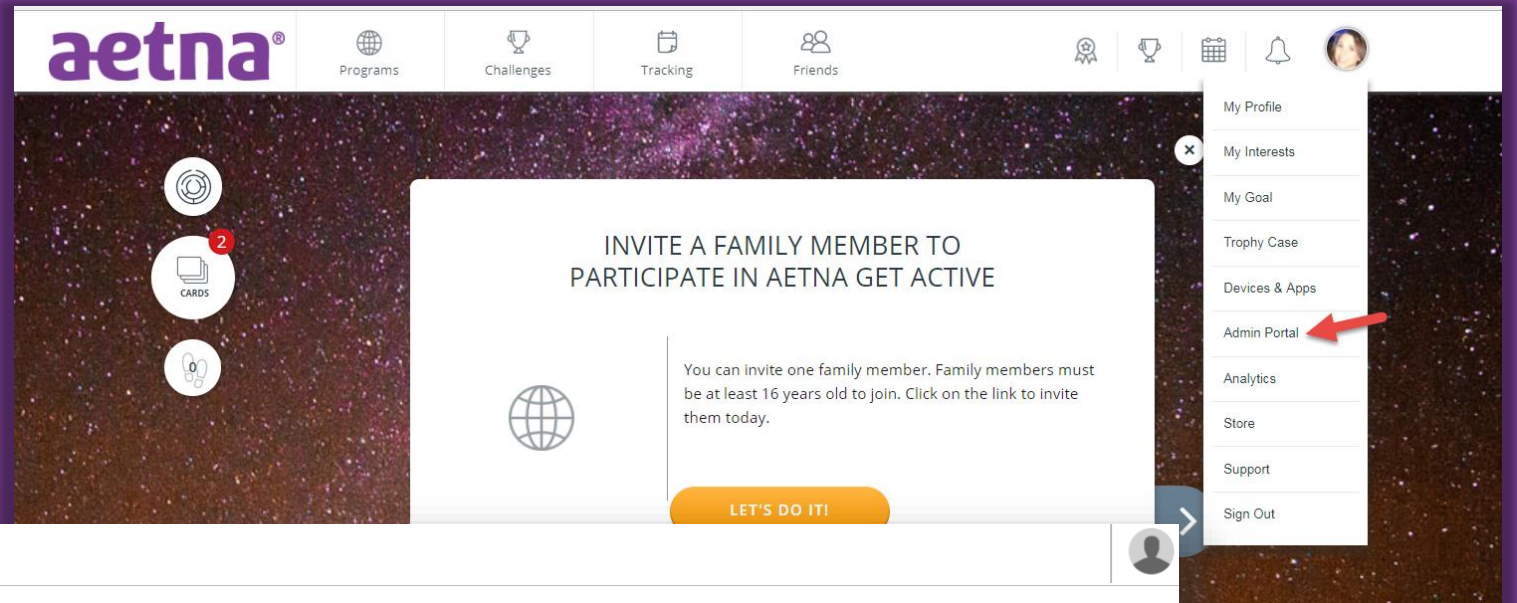 aetna®
Programs
Challenges
Tracking
Friends
My Profile
My Interests
My Goal
Trophy Case
Devices & Apps
Admin Portal
Analytics
Store
Support
Sign Out
2
CARDS
0
INVITE A FAMILY MEMBER TO
PARTICIPATE IN AETNA GET ACTIVE
You can invite one family member. Family members must
be at least 16 years old to join. Click on the link to invite
them today.
LET'S DO IT!